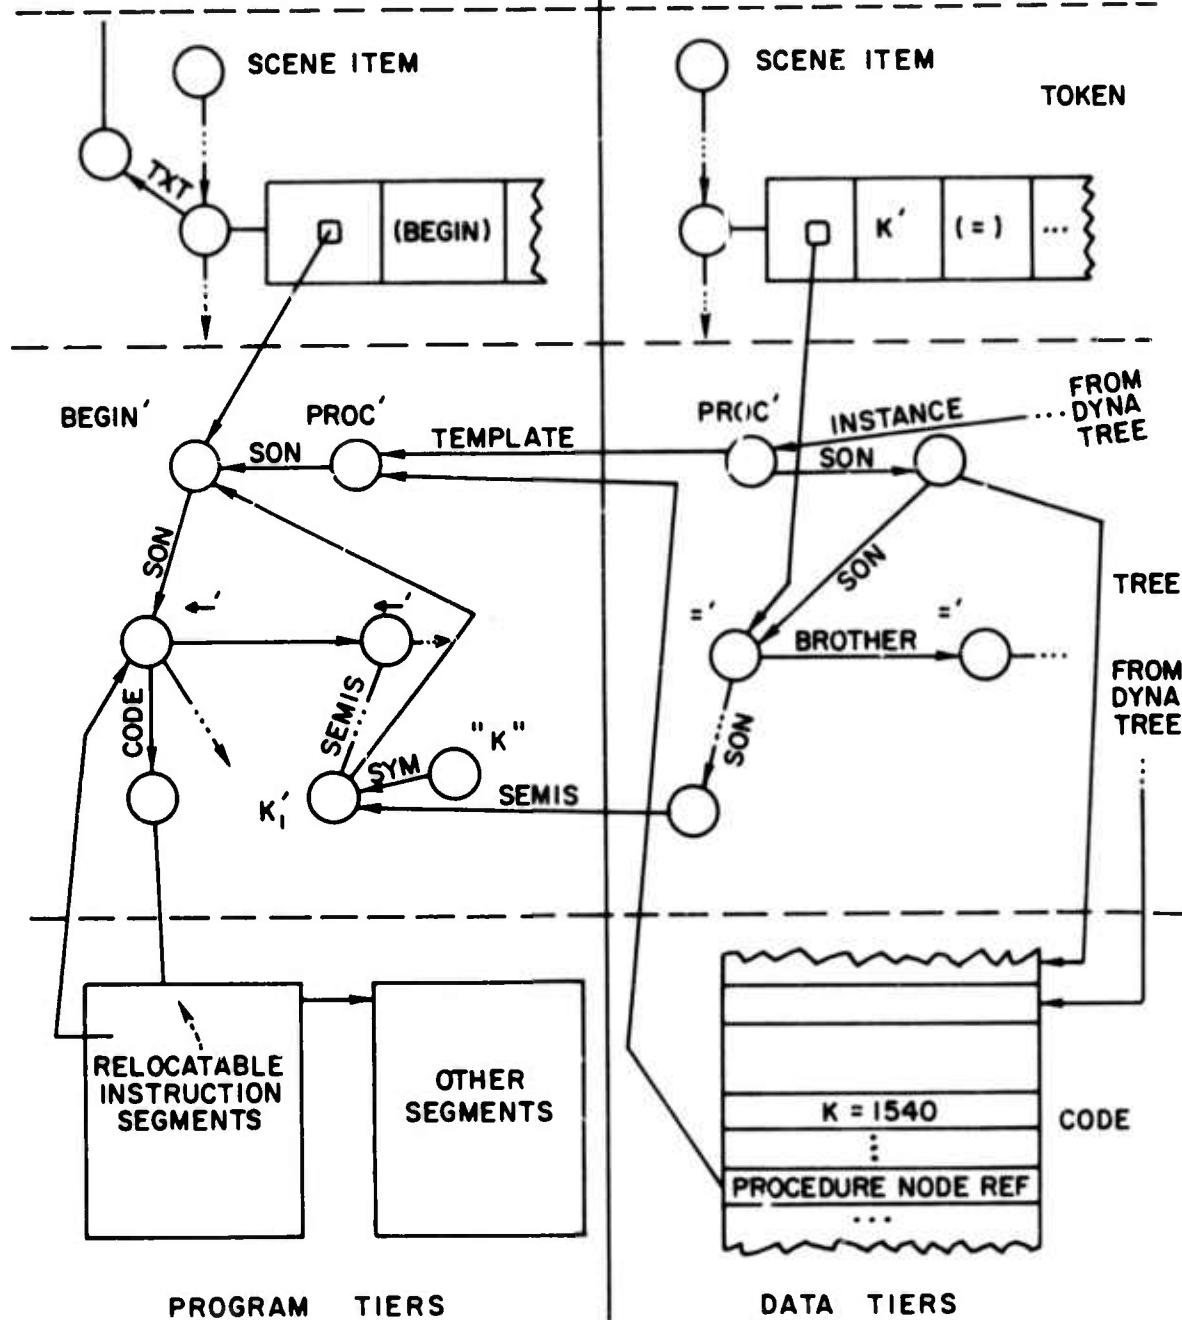 SCENE ITEM
SCENE ITEM
TOKEN
TXT
(BEGIN)
K'
(=)
...
BEGIN'
PROC'
PROC'
INSTANCE
... FROM
DYNA
TREE
SON
TEMPLATE
SON
SON
SON
←'
←'
='
='
BROTHER
...
TREE
FROM
DYNA
TREE
CODE
SEMIS
"K"
SYM
SON
K₁'
SEMIS
RELOCATABLE
INSTRUCTION
SEGMENTS
OTHER
SEGMENTS
K = 1540
⋮
CODE
PROCEDURE NODE REF
...
PROGRAM TIERS
DATA TIERS